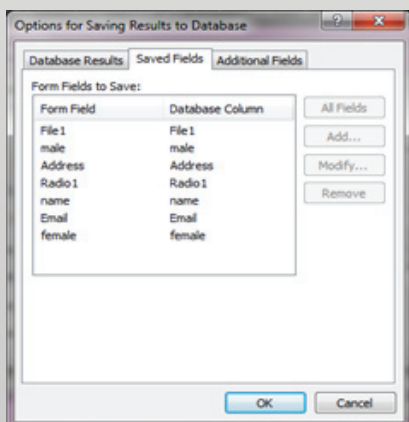 Options for Saving Results to Database
Database Results Saved Fields Additional Fields
Form Fields to Save:
Form Field Database Column All Fields
File1 File1
male male Add...
Address Address Modify...
Radio1 Radio1
name name Remove
Email Email
female female
OK Cancel